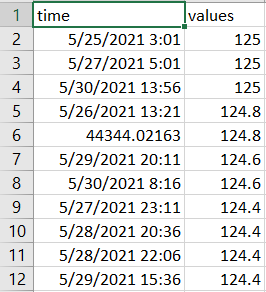 1 time values
2 5/25/2021 3:01 125
3 5/27/2021 5:01 125
4 5/30/2021 13:56 125
5 5/26/2021 13:21 124.8
6 44344.02163 124.8
7 5/29/2021 20:11 124.6
8 5/30/2021 8:16 124.6
9 5/27/2021 23:11 124.4
10 5/28/2021 20:36 124.4
11 5/28/2021 22:06 124.4
12 5/29/2021 15:36 124.4